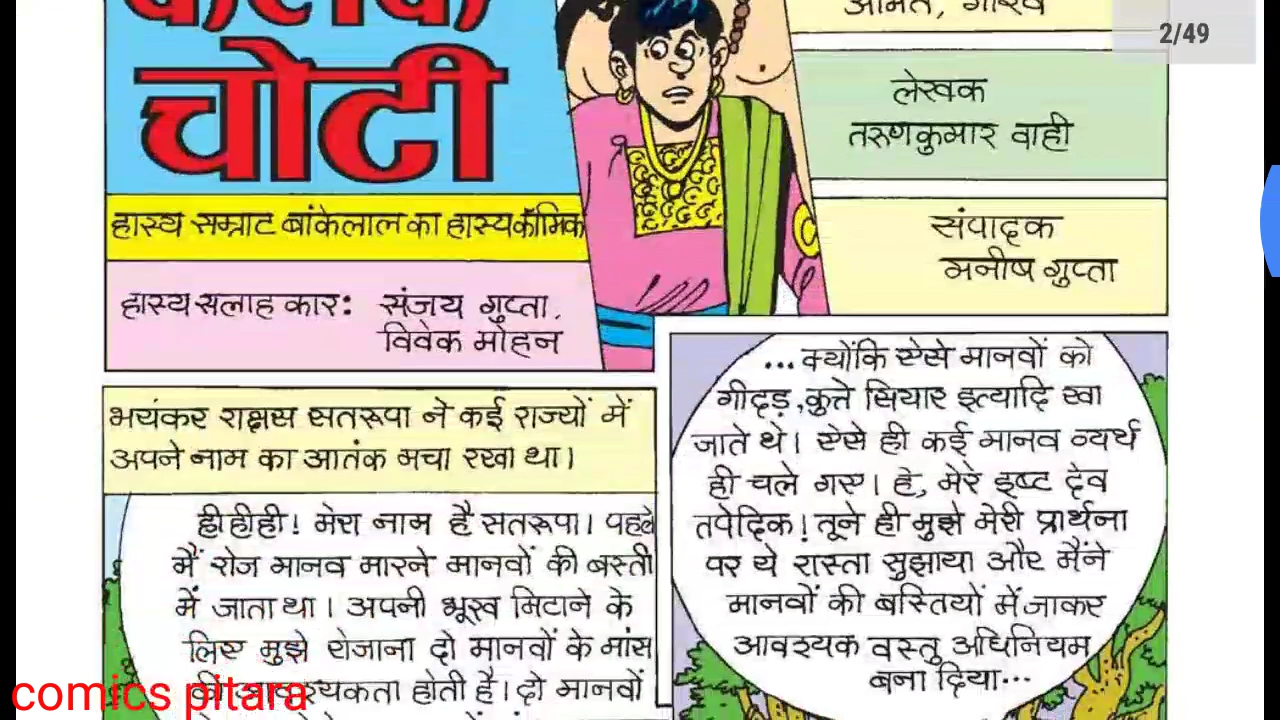 चोटी
हास्य सम्राट बांकेलाल का हास्य कॉमिक
हास्य सलाहकार: संजय गुप्ता,
विवेक मोहन
2/49
लेखक
तरुणकुमार वाही
संपादक
मनीष गुप्ता
भयंकर राक्षस सतरूपा ने कई राज्यों में
अपने नाम का आतंक मचा रखा था।
हीहीही! मेरा नाम है सतरूपा। पहले
मैं रोज मानव मारने मानवों की बस्ती
में जाता था। अपनी भूख मिटाने के
लिए मुझे रोजाना दो मानवों के मांस
की आवश्यकता होती है। दो मानवों
...क्योंकि ऐसे मानवों को
गीदड़, कुत्ते सियार इत्यादि खा
जाते थे। ऐसे ही कई मानव व्यर्थ
ही चले गए। हे, मेरे इष्ट देव
तपेदिक! तूने ही मुझे मेरी प्रार्थना
पर ये रास्ता सुझाया और मैंने
मानवों की बस्तियों में जाकर
आवश्यक वस्तु अधिनियम
बना दिया...
comics pitara